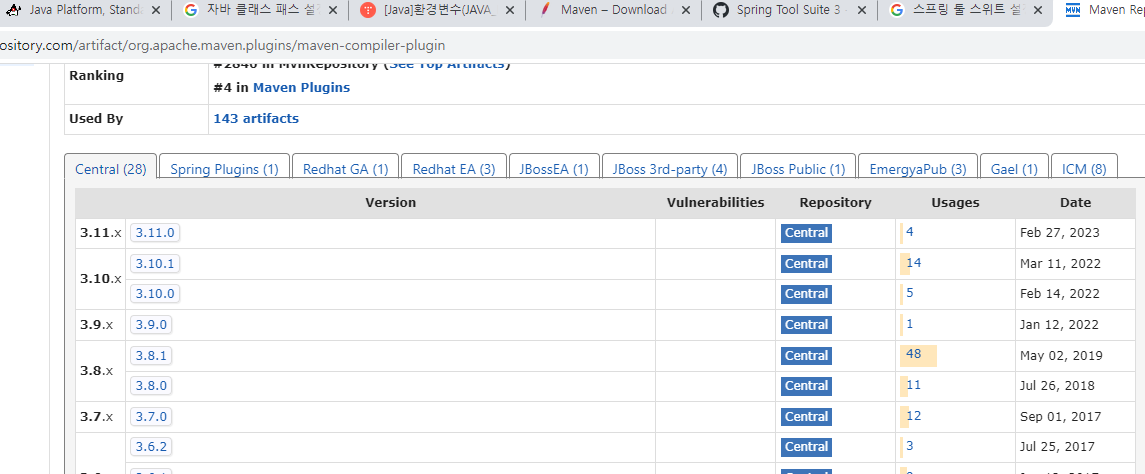 Java Platform, Standa
자바 클래스 패스 설
[Java]환경변수(JAVA_
Maven – Download
Spring Tool Suite 3
스프링 툴 스위트 설
Maven Rep
ository.com/artifact/org.apache.maven.plugins/maven-compiler-plugin
Ranking
#2840 in MvnRepository (See Top Artifacts)
#4 in Maven Plugins
Used By 143 artifacts
Central (28) Spring Plugins (1) Redhat GA (1) Redhat EA (3) JBossEA (1) JBoss 3rd-party (4) JBoss Public (1) EmergyaPub (3) Gael (1) ICM (8)
Version Vulnerabilities Repository Usages Date
3.11.x 3.11.0 Central 4 Feb 27, 2023
3.10.x
3.10.1 Central 14 Mar 11, 2022
3.10.0 Central 5 Feb 14, 2022
3.9.x 3.9.0 Central 1 Jan 12, 2022
3.8.x
3.8.1 Central 48 May 02, 2019
3.8.0 Central 11 Jul 26, 2018
3.7.x 3.7.0 Central 12 Sep 01, 2017
3.6.2 Central 3 Jul 25, 2017